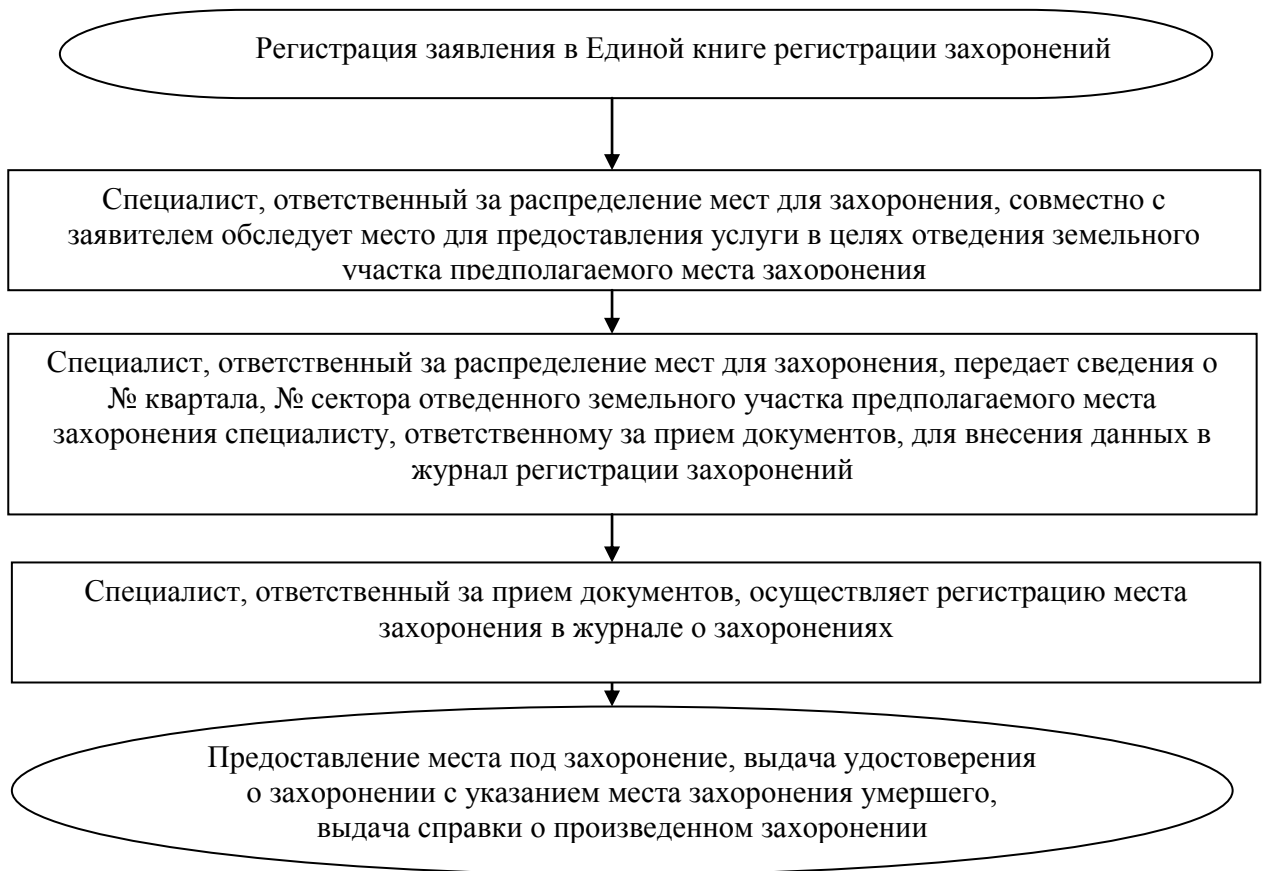 Регистрация заявления в Единой книге регистрации захоронений
Специалист, ответственный за распределение мест для захоронения, совместно с
заявителем обследует место для предоставления услуги в целях отведения земельного
участка предполагаемого места захоронения
Специалист, ответственный за распределение мест для захоронения, передает сведения о
№ квартала, № сектора отведенного земельного участка предполагаемого места
захоронения специалисту, ответственному за прием документов, для внесения данных в
журнал регистрации захоронений
Специалист, ответственный за прием документов, осуществляет регистрацию места
захоронения в журнале о захоронениях
Предоставление места под захоронение, выдача удостоверения
о захоронении с указанием места захоронения умершего,
выдача справки о произведенном захоронении